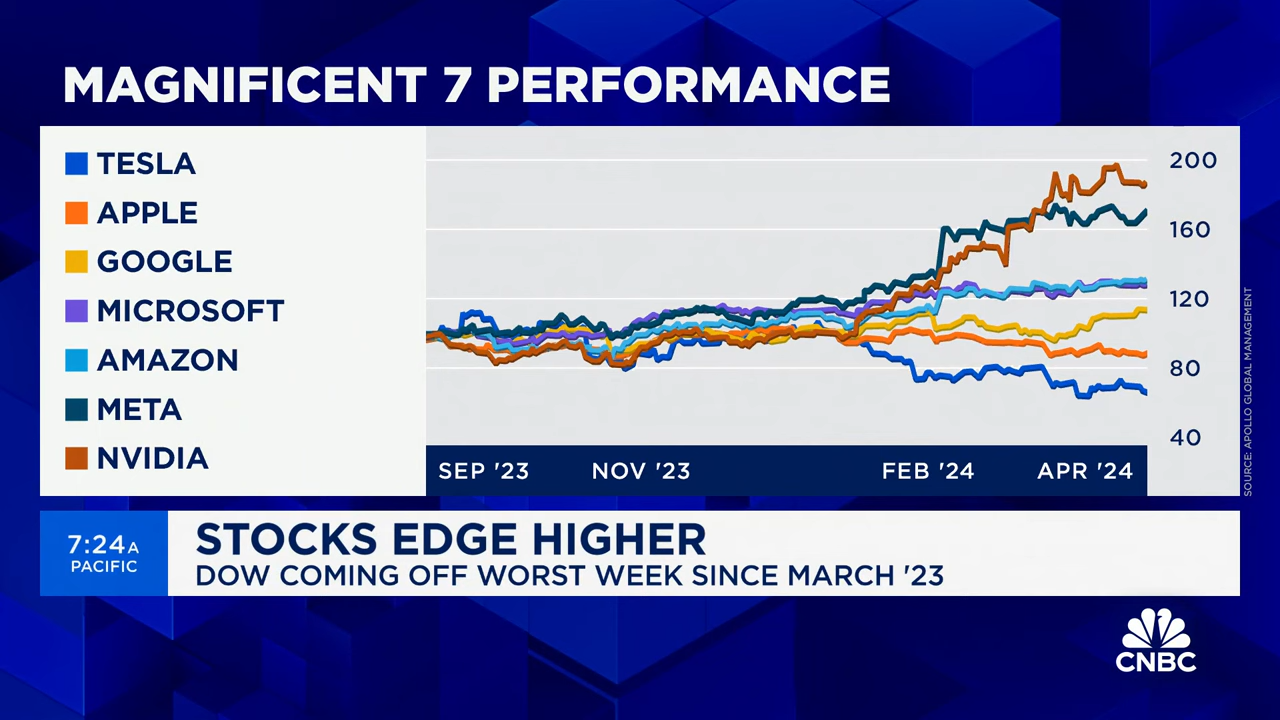 MAGNIFICENT 7 PERFORMANCE
TESLA
APPLE
GOOGLE
MICROSOFT
AMAZON
META
NVIDIA
200
160
120
80
40
SEP '23 NOV '23 FEB '24 APR '24
SOURCE: APOLLO GLOBAL MANAGEMENT
7:24A
PACIFIC
STOCKS EDGE HIGHER
DOW COMING OFF WORST WEEK SINCE MARCH '23
CNBC